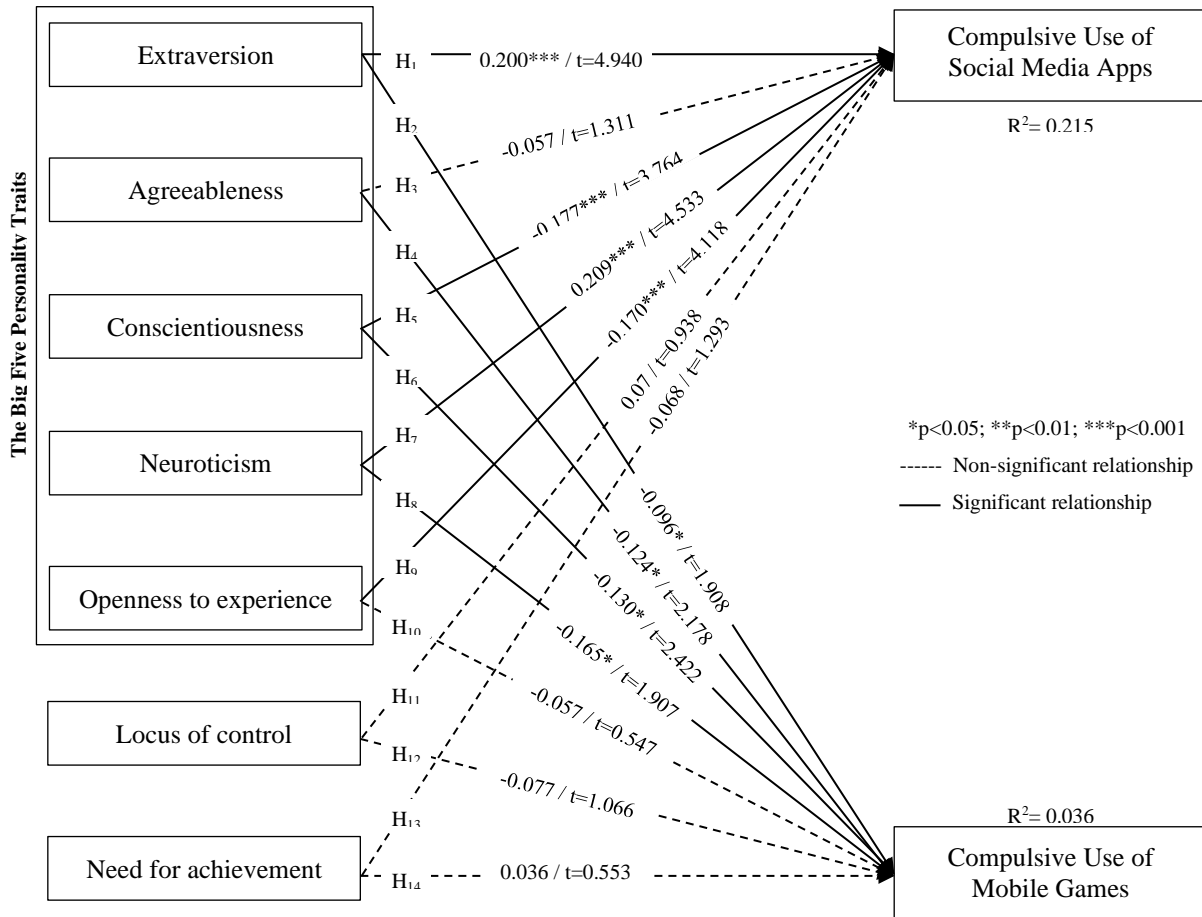 The Big Five Personality Traits
Extraversion
Agreeableness
Conscientiousness
Neuroticism
Openness to experience
Locus of control
Need for achievement
H1
H2
H3
H4
H5
H6
H7
H8
H9
H10
H11
H12
H13
H14
0.200*** / t=4.940
-0.057 / t=1.311
-0.177*** / t=3.764
0.209*** / t=4.533
-0.170*** / t=4.118
0.07 / t=0.938
-0.068 / t=1.293
-0.096* / t=1.908
-0.124* / t=2.178
-0.130* / t=2.422
-0.165* / t=1.907
-0.057 / t=0.547
-0.077 / t=1.066
0.036 / t=0.553
Compulsive Use of
Social Media Apps
R²= 0.215
*p<0.05; **p<0.01; ***p<0.001
Non-significant relationship
Significant relationship
R²= 0.036
Compulsive Use of
Mobile Games